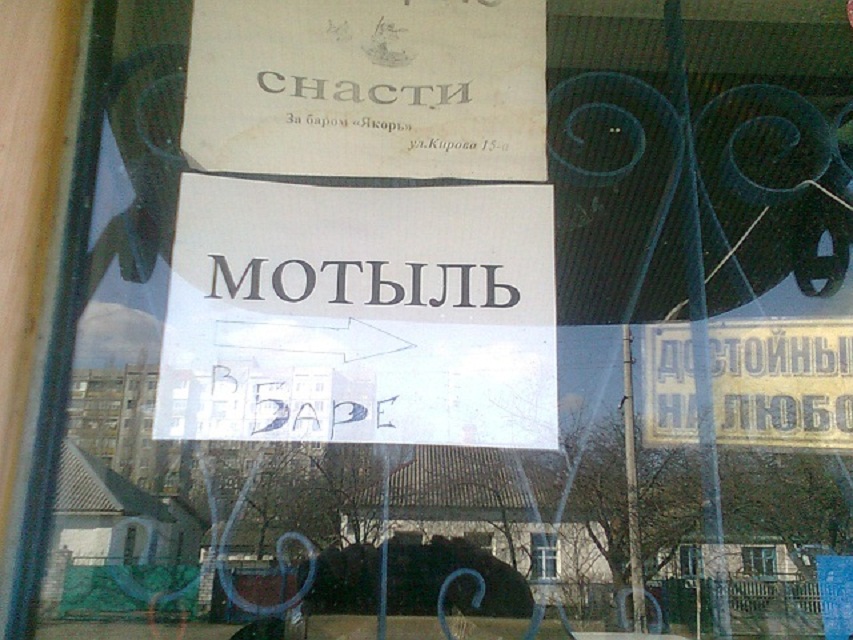 СНАСТИ
За баром «Якорь»
ул.Кирова 15-а
МОТЫЛЬ
В БАРЕ
ДОСТОЙНЫ
НА ЛЮБО